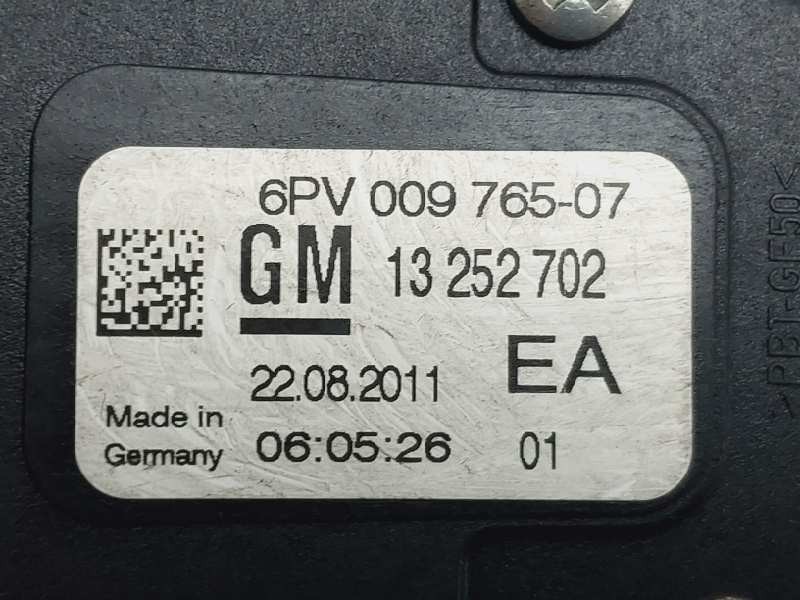 6PV 009 765-07
GM 13 252 702
22.08.2011 EA
Made in
Germany
06:05:26 01
>PBT-GF50<